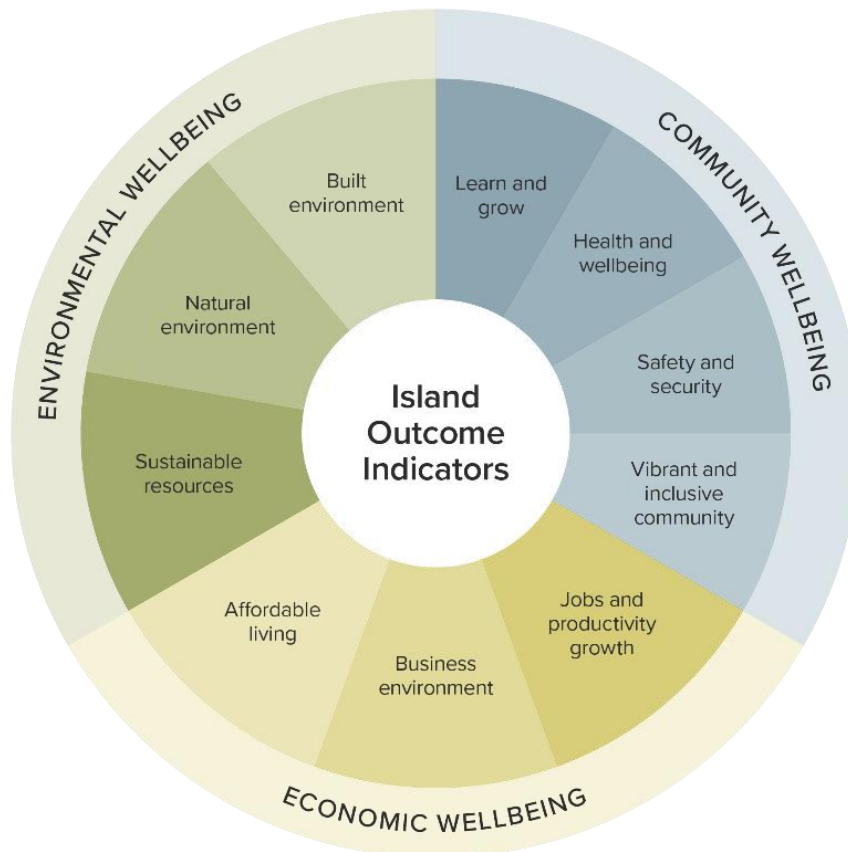 Island
Outcome
Indicators
COMMUNITY WELLBEING
Learn and
grow
Health and
wellbeing
Safety and
security
Vibrant and
inclusive
community
ECONOMIC WELLBEING
Jobs and
productivity
growth
Business
environment
Affordable
living
ENVIRONMENTAL WELLBEING
Sustainable
resources
Natural
environment
Built
environment